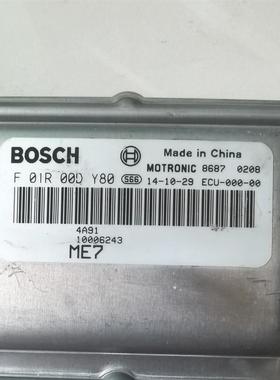 BOSCH
Made in China
MOTRONIC 8687 0208
F 01R 00D Y80 S66 14-10-29 ECU-000-00
4A91
10006243
ME7